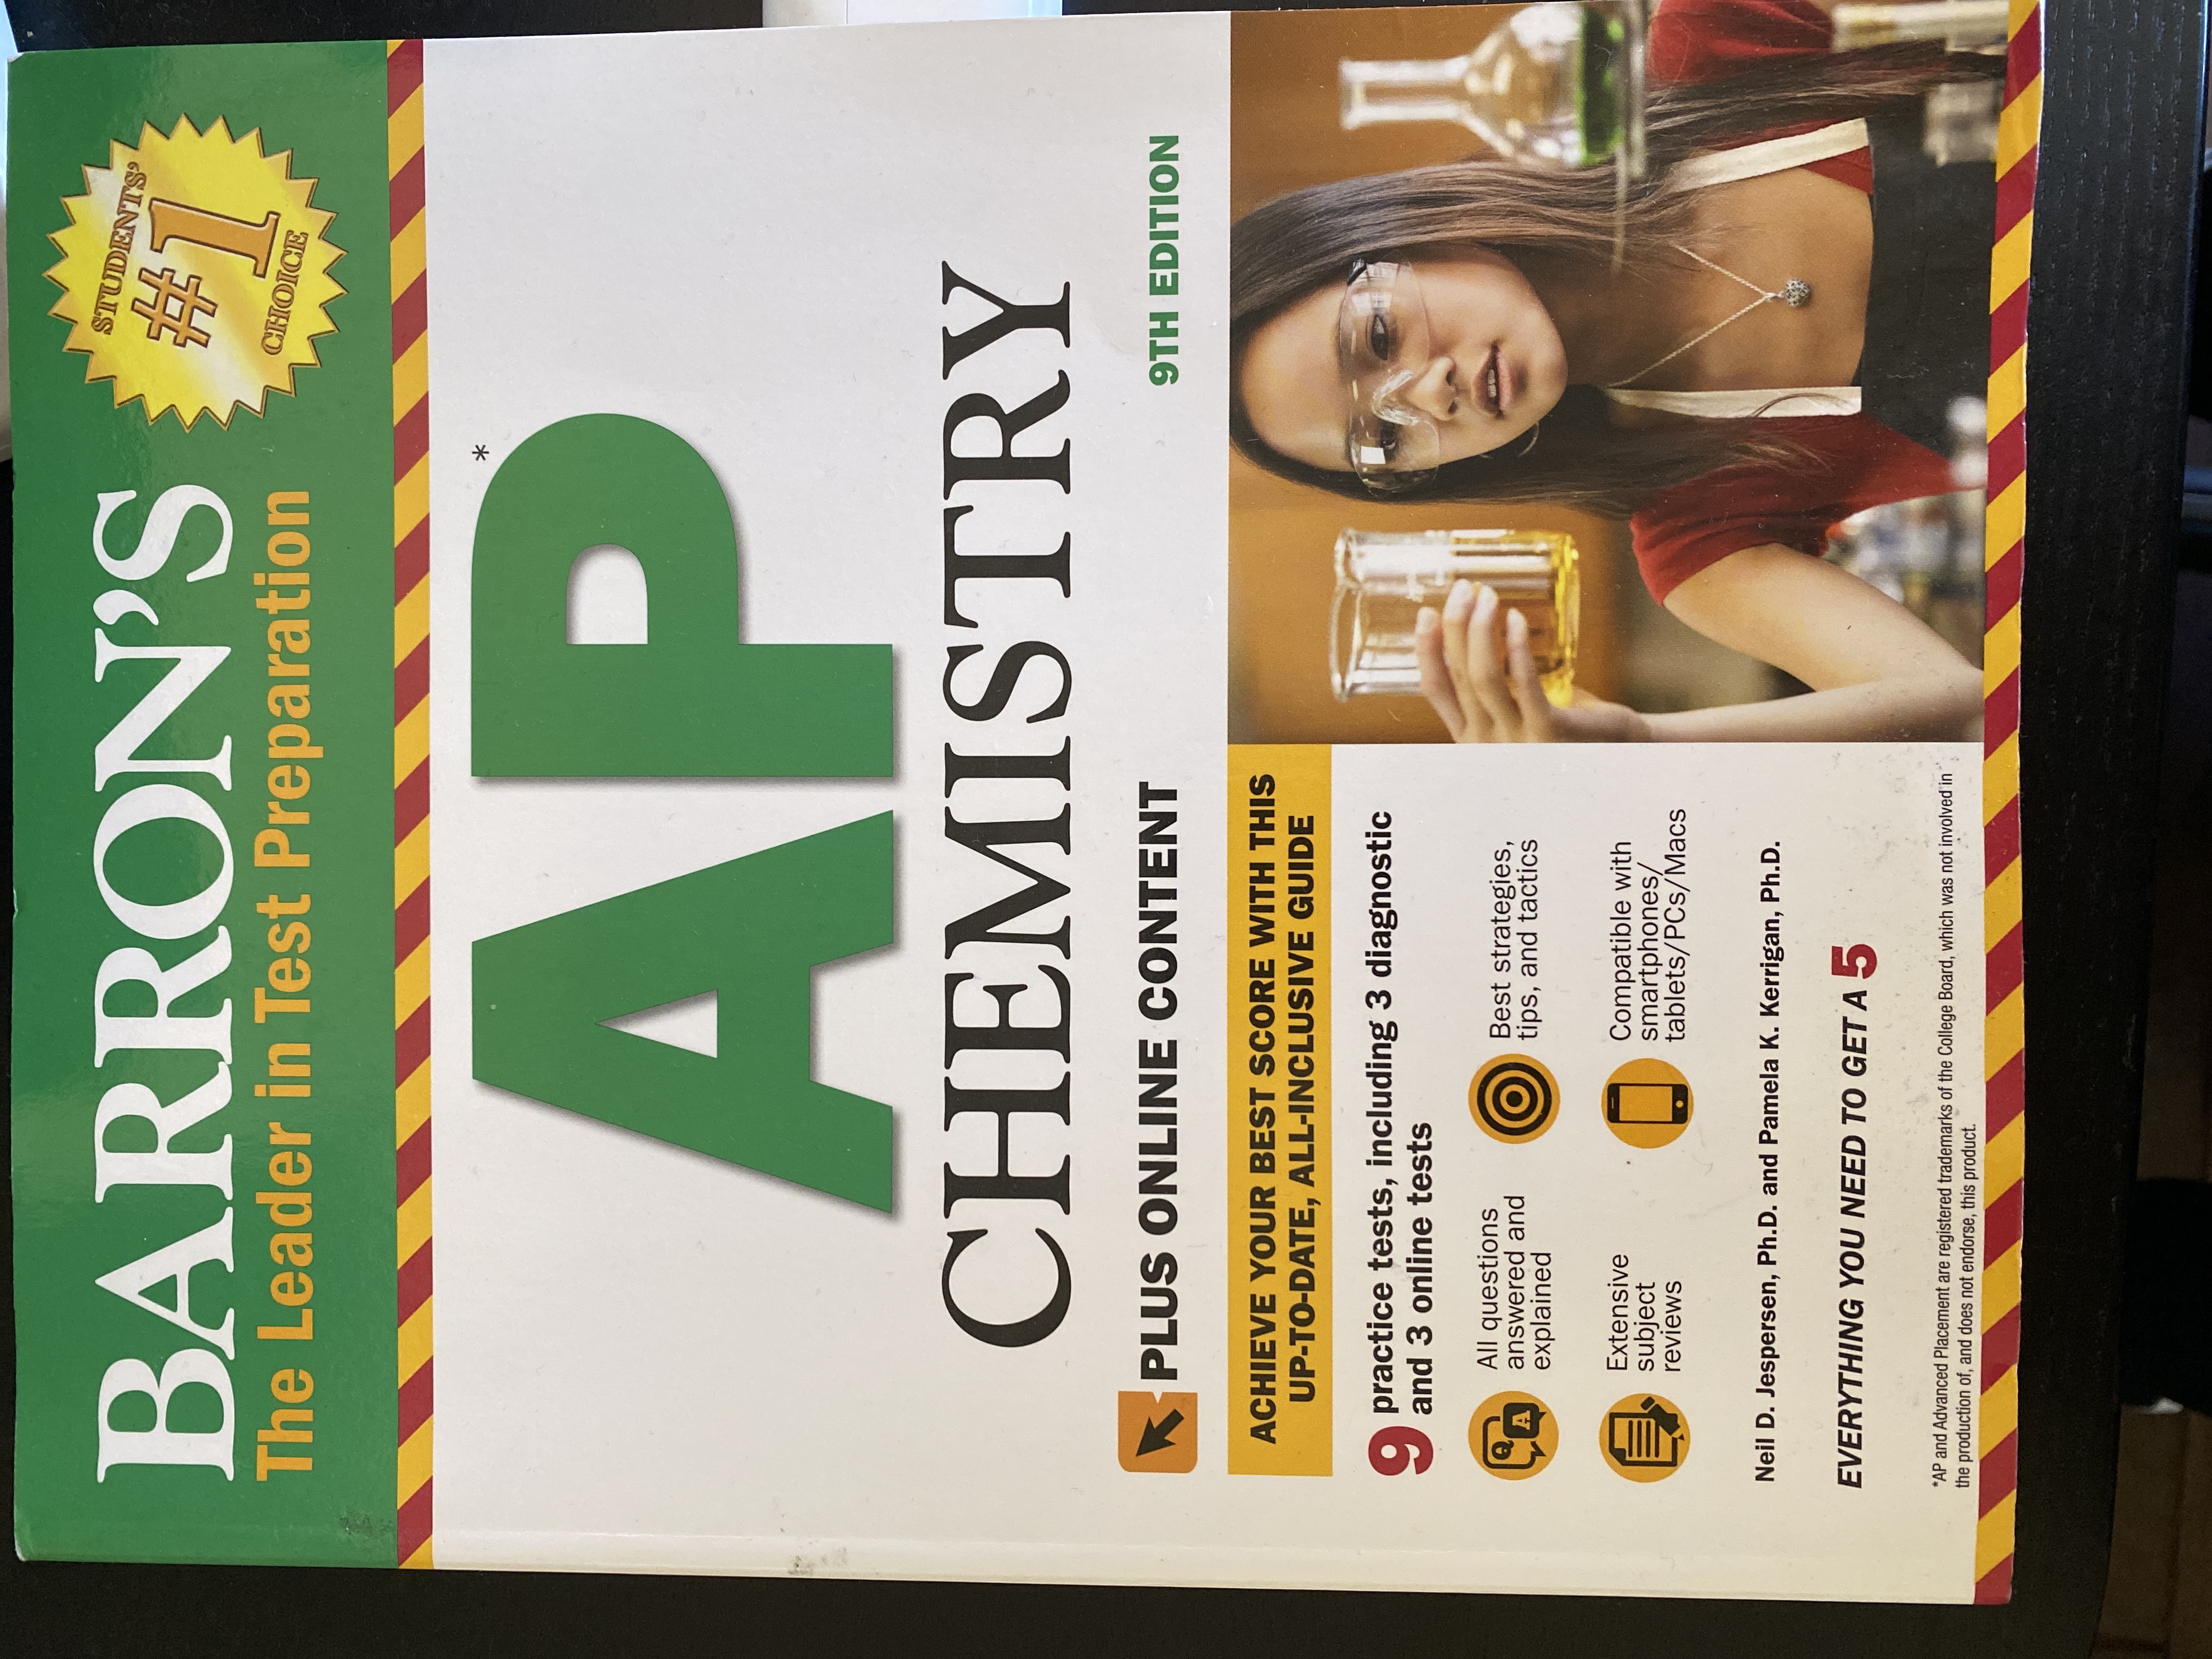 BARRON'S
The Leader in Test Preparation
STUDENTS'
#1
CHOICE
AP*
CHEMISTRY
PLUS ONLINE CONTENT
9TH EDITION
ACHIEVE YOUR BEST SCORE WITH THIS
UP-TO-DATE, ALL-INCLUSIVE GUIDE
9 practice tests, including 3 diagnostic
and 3 online tests
Q
A
All questions
answered and
explained
Best strategies,
tips, and tactics
Extensive
subject
reviews
Compatible with
smartphones/
tablets/PCs/Macs
Neil D. Jespersen, Ph.D. and Pamela K. Kerrigan, Ph.D.
EVERYTHING YOU NEED TO GET A 5
*AP and Advanced Placement are registered trademarks of the College Board, which was not involved in
the production of, and does not endorse, this product.